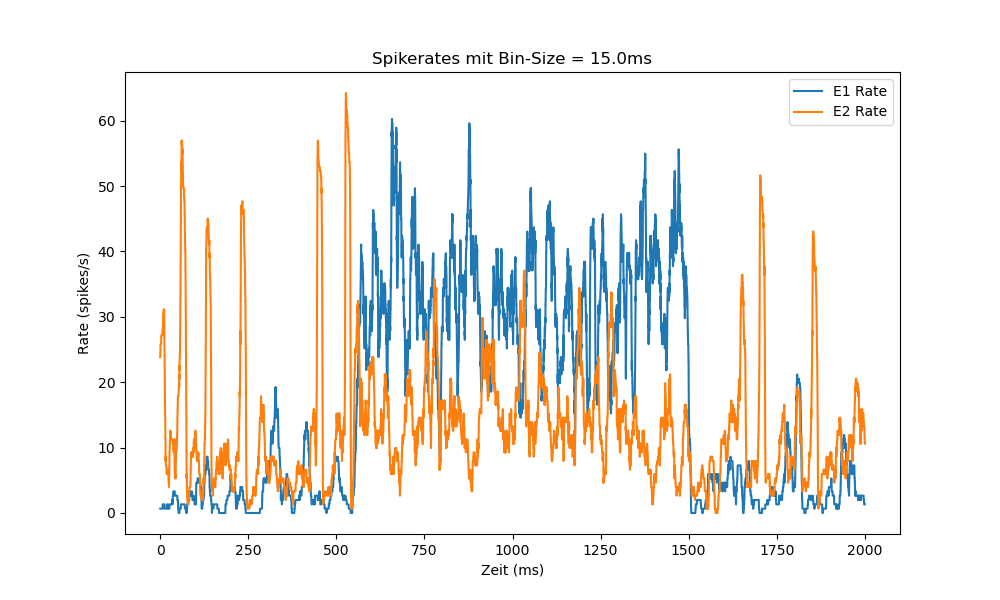 Spikerates mit Bin-Size = 15.0ms
E1 Rate
E2 Rate
Rate (spikes/s)
60
50
40
30
20
10
0
0 250 500 750 1000 1250 1500 1750 2000
Zeit (ms)